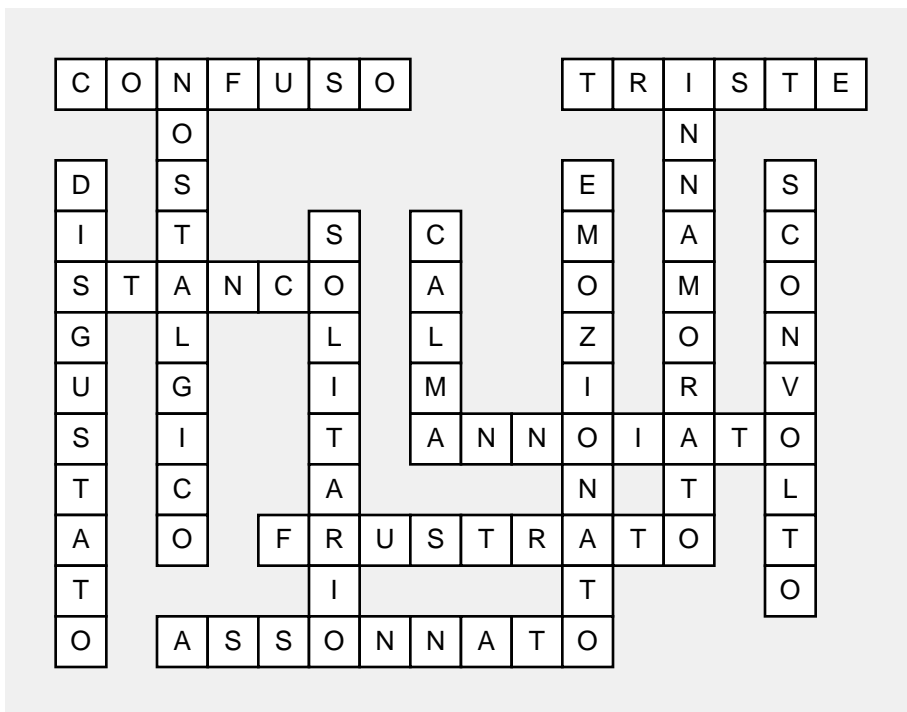 CONFUSO
TRISTE
NOSTALGICO
INNAMORATO
DISGUSTATO
EMOZIONATO
SCONVOLTO
SOLITARIO
CALMA
STANCO
ANNOIATO
FRUSTRATO
ASSONNATO